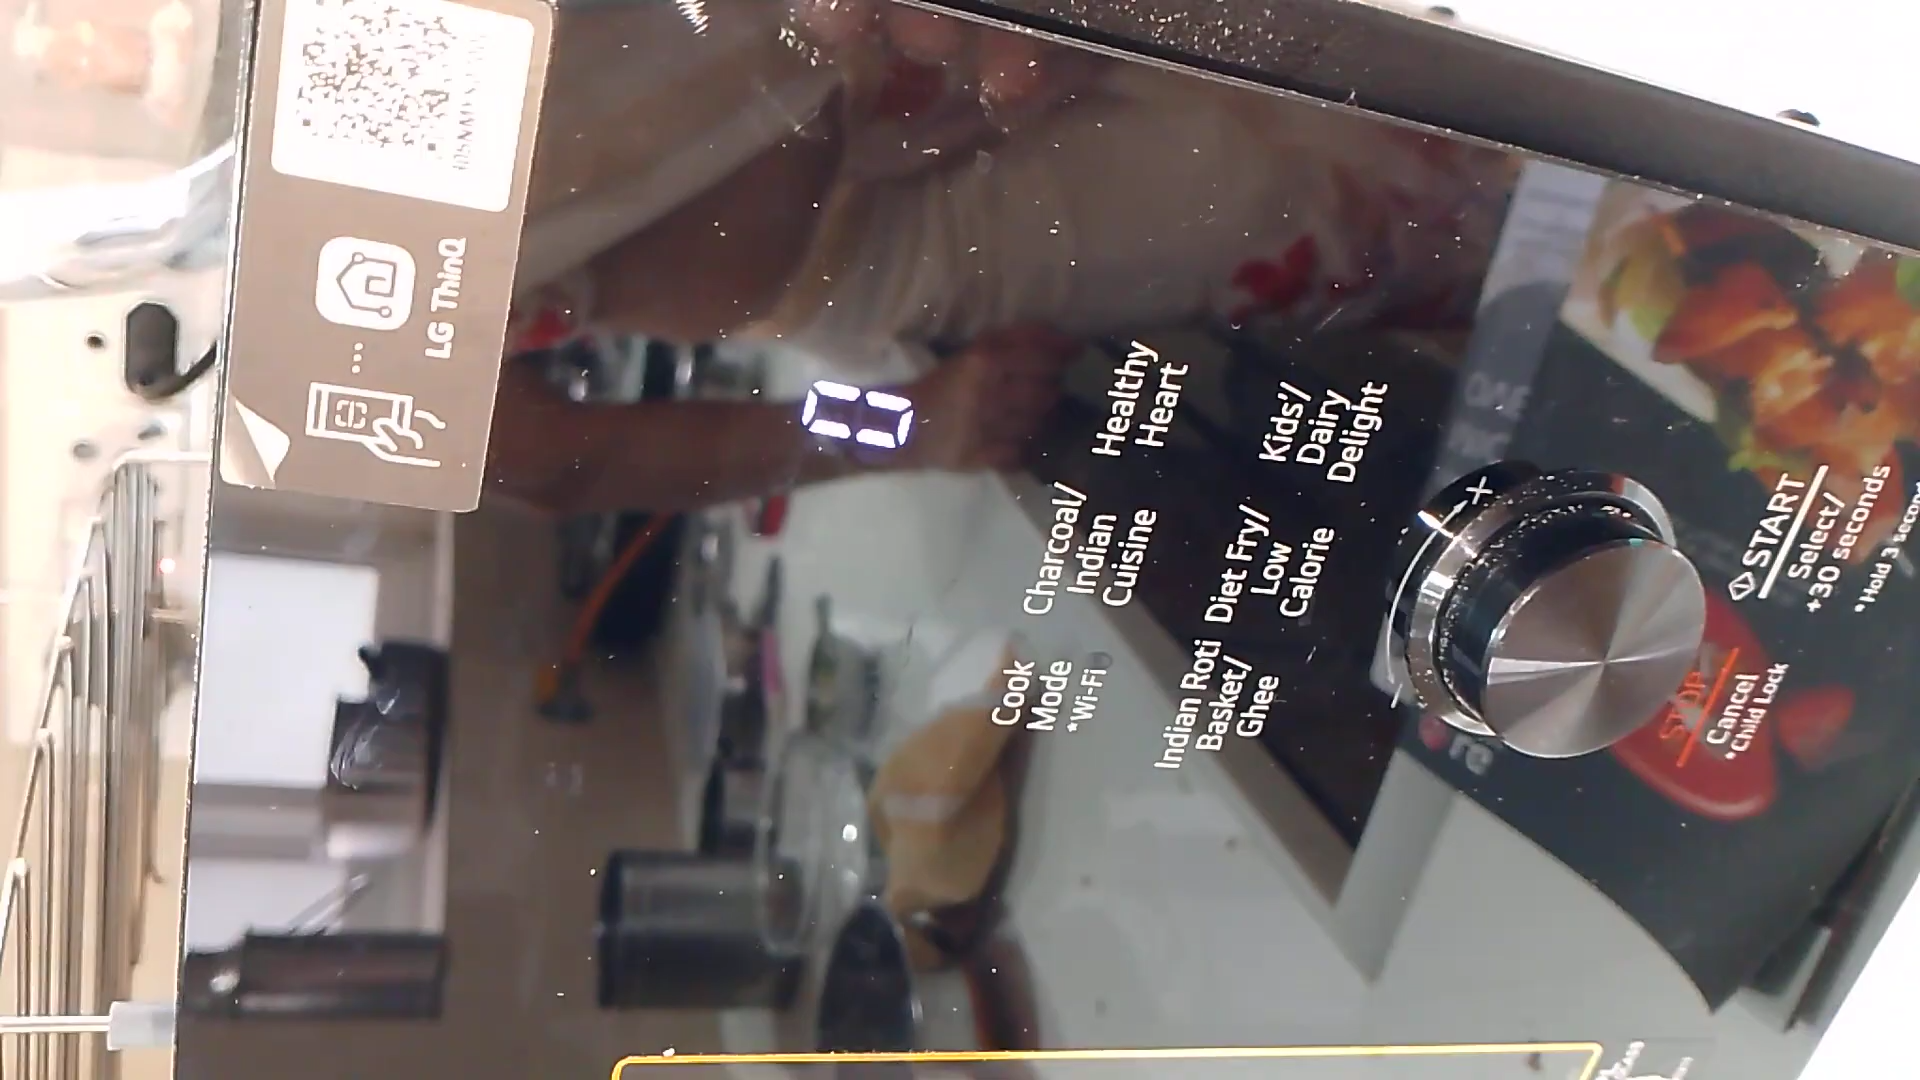 LG ThinQ
0
Cook
Mode
*Wi-Fi
Charcoal/
Indian
Cuisine
Healthy
Heart
Indian Roti
Basket/
Ghee
Diet Fry/
Low
Calorie
Kids'/
Dairy
Delight
− +
STOP
Cancel
*Child Lock
START
Select/
+30 seconds
*Hold 3 seconds